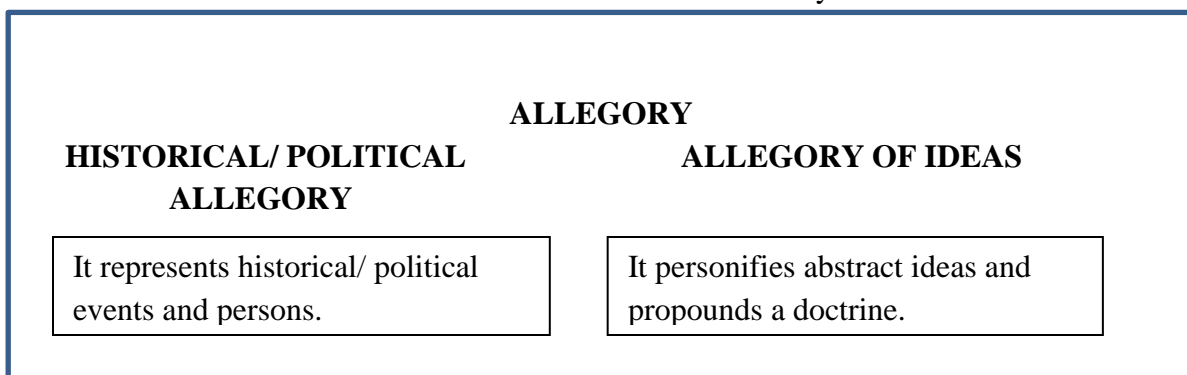 ALLEGORY
HISTORICAL/ POLITICAL
ALLEGORY
ALLEGORY OF IDEAS
It represents historical/ political
events and persons.
It personifies abstract ideas and
propounds a doctrine.